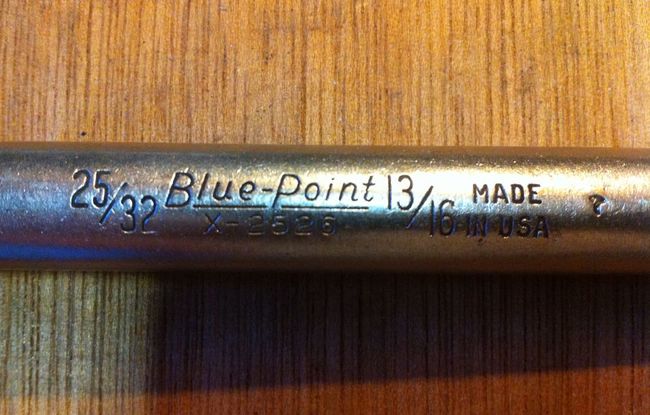 25/32 Blue-Point 13/16 MADE
X-2526 IN USA